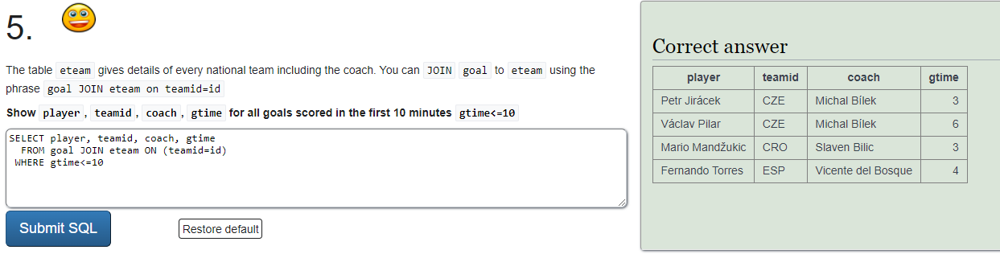 5.
The table eteam gives details of every national team including the coach. You can JOIN goal to eteam using the
phrase goal JOIN eteam on teamid=id
Show player, teamid, coach, gtime for all goals scored in the first 10 minutes gtime<=10
SELECT player, teamid, coach, gtime
FROM goal JOIN eteam ON (teamid=id)
WHERE gtime<=10
Submit SQL
Restore default
Correct answer
player teamid coach gtime
Petr Jirácek CZE Michal Bílek 3
Václav Pilar CZE Michal Bílek 6
Mario Mandžukic CRO Slaven Bilic 3
Fernando Torres ESP Vicente del Bosque 4